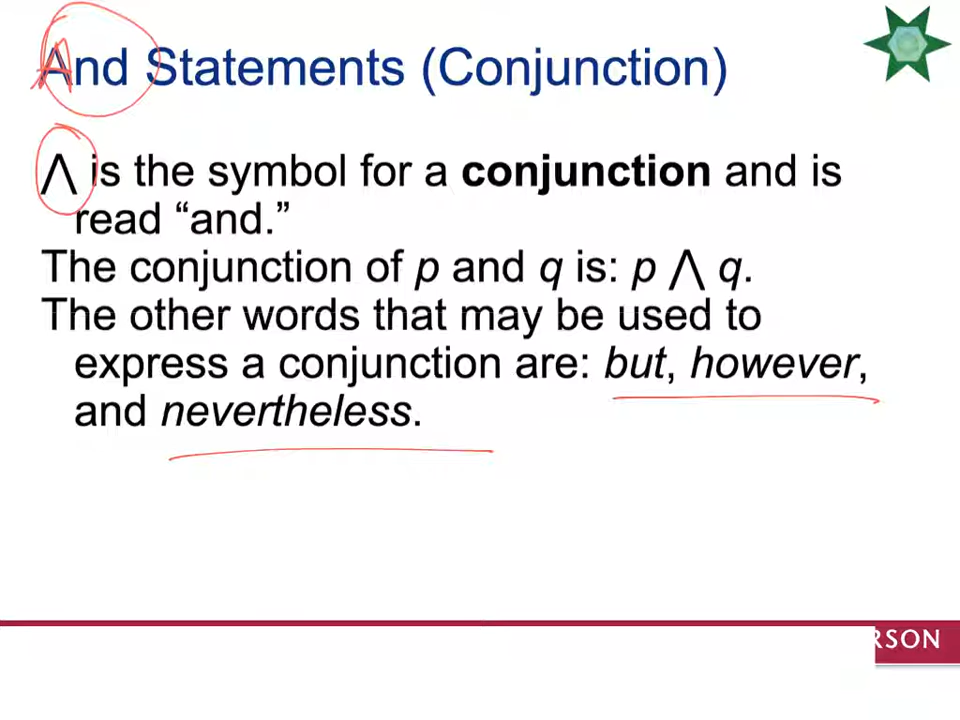 And Statements (Conjunction)
⋀ is the symbol for a conjunction and is
read “and.”
The conjunction of p and q is: p ⋀ q.
The other words that may be used to
express a conjunction are: but, however,
and nevertheless.
RSON